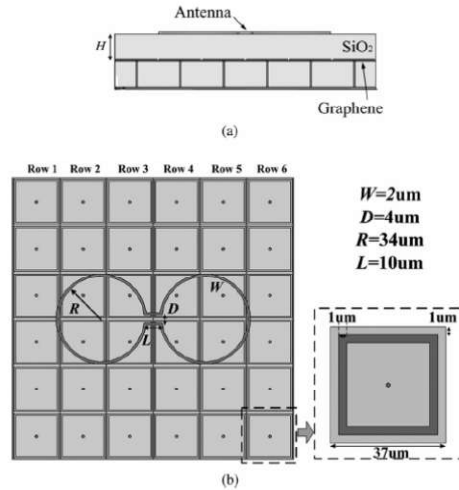 Antenna
H
SiO₂
Graphene
(a)
Row 1 Row 2 Row 3 Row 4 Row 5 Row 6
W=2um
D=4um
R=34um
L=10um
R
W
D
L
1um 1um
37um
(b)